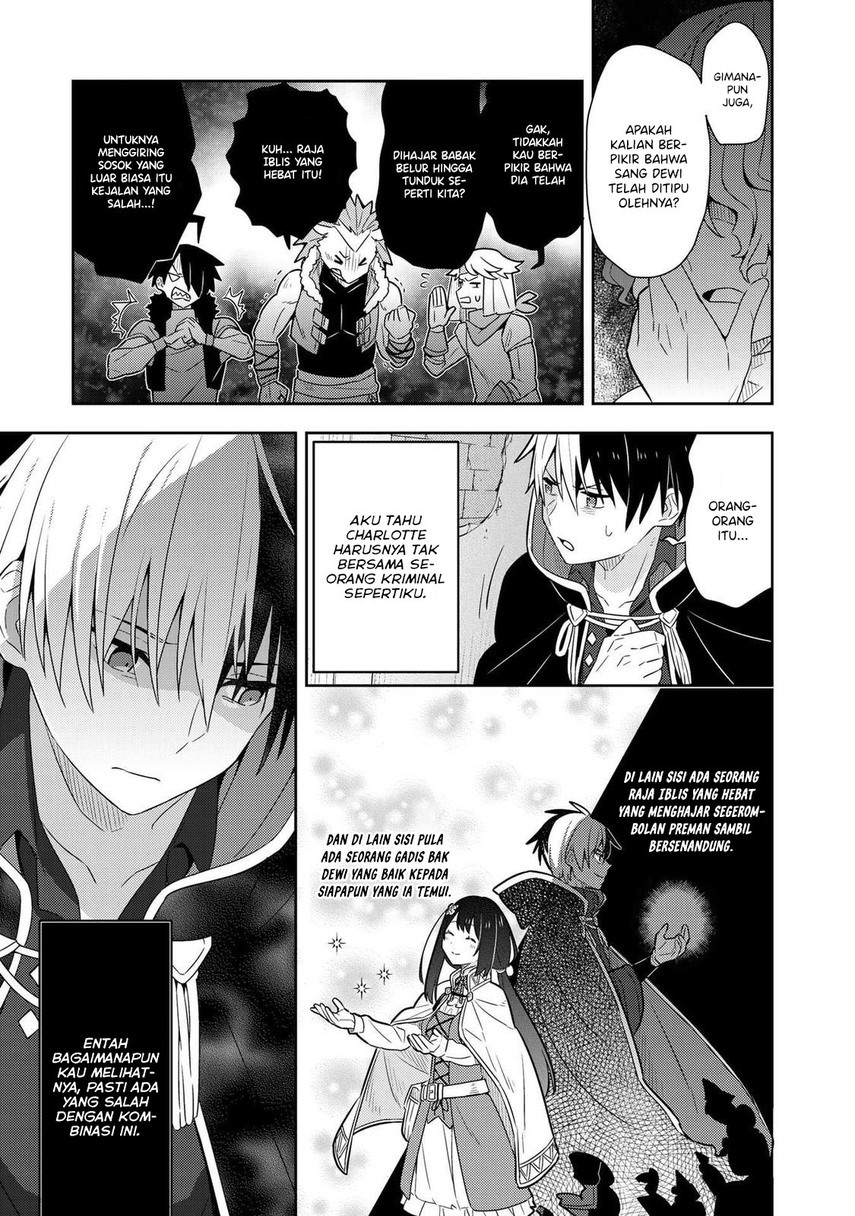 GIMANA-
PUN
JUGA,
APAKAH
KALIAN BER-
PIKIR BAHWA
SANG DEWI
TELAH DITIPU
OLEHNYA?
GAK,
TIDAKKAH
KAU BER-
PIKIR BAHWA
DIA TELAH
DIHAJAR BABAK
BELUR HINGGA
TUNDUK SE-
PERTI KITA?
KUH... RAJA
IBLIS YANG
HEBAT ITU!
UNTUKNYA
MENGGIRING
SOSOK YANG
LUAR BIASA ITU
KEJALAN YANG
SALAH...!
ORANG-
ORANG
ITU...
AKU TAHU
CHARLOTTE
HARUSNYA TAK
BERSAMA SE-
ORANG KRIMINAL
SEPERTIKU.
DI LAIN SISI ADA SEORANG
RAJA IBLIS YANG HEBAT
YANG MENGHAJAR SEGEROM-
BOLAN PREMAN SAMBIL
BERSENANDUNG.
DAN DI LAIN SISI PULA
ADA SEORANG GADIS BAK
DEWI YANG BAIK KEPADA
SIAPAPUN YANG IA TEMUI.
ENTAH
BAGAIMANAPUN
KAU MELIHAT-
NYA, PASTI ADA
YANG SALAH
DENGAN KOM-
BINASI INI.